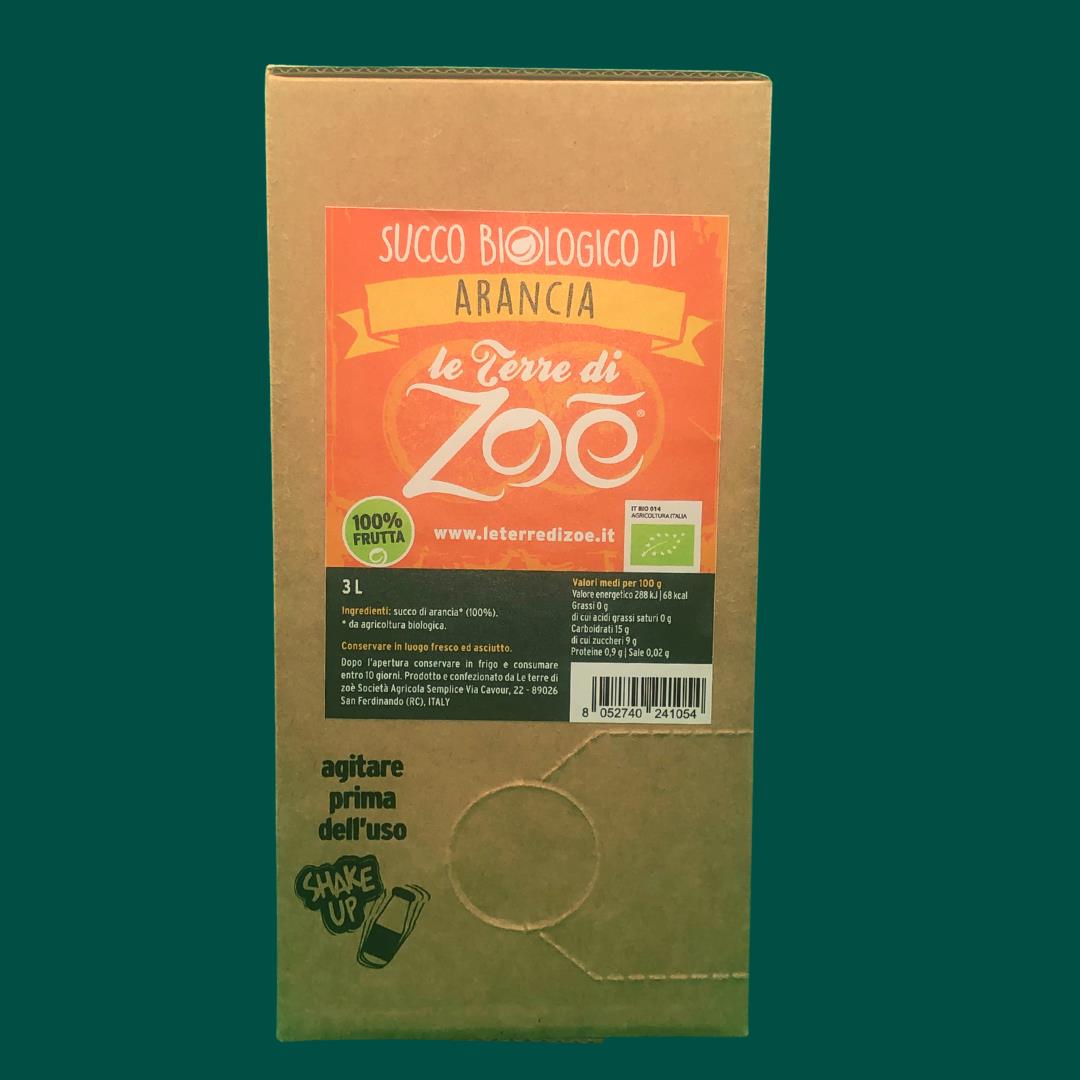 SUCCO BIOLOGICO DI
ARANCIA
le Terre di
Zoē®
100%
FRUTTA
www.leterredizoe.it
IT BIO 014
AGRICOLTURA ITALIA
3 L
Ingredienti: succo di arancia* (100%).
* da agricoltura biologica.
Conservare in luogo fresco ed asciutto.
Dopo l'apertura conservare in frigo e consumare
entro 10 giorni. Prodotto e confezionato da Le terre di
zoè Società Agricola Semplice Via Cavour, 22 - 89026
San Ferdinando (RC), ITALY
Valori medi per 100 g
Valore energetico 288 kJ | 68 kcal
Grassi 0 g
di cui acidi grassi saturi 0 g
Carboidrati 15 g
di cui zuccheri 9 g
Proteine 0,9 g | Sale 0,02 g
8 052740 241054
agitare
prima
dell'uso
SHAKE
UP